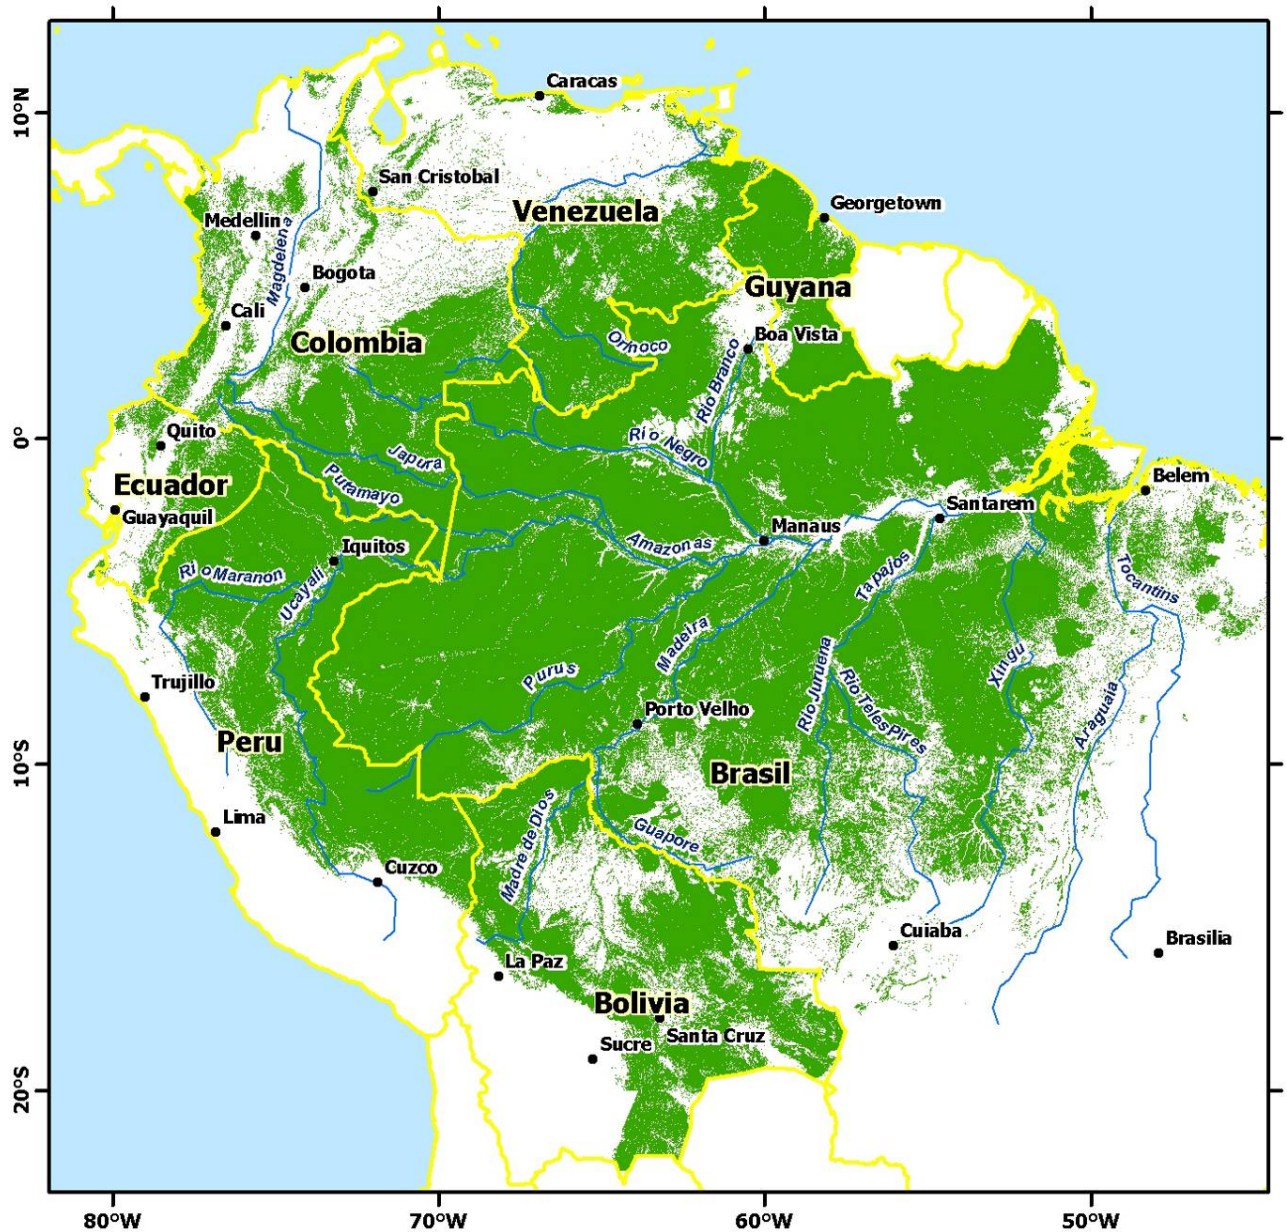 10°N
0°
10°S
20°S
80°W
70°W
60°W
50°W
Caracas
San Cristobal
Venezuela
Georgetown
Medellin
Magdelena
Bogota
Guyana
Cali
Colombia
Orinoco
Boa Vista
Rio Branco
Quito
Rio Negro
Japura
Putamayo
Ecuador
Belem
Guayaquil
Santarem
Manaus
Iquitos
Amazonas
Rio Maranon
Ucayali
Tapajos
Tocantins
Madeira
Purus
Xingu
Trujillo
Rio Juruena
Rio Teles Pires
Araguaia
Porto Velho
Peru
Brasil
Lima
Madre de Dios
Guapore
Cuzco
Cuiaba
Brasilia
La Paz
Bolivia
Santa Cruz
Sucre